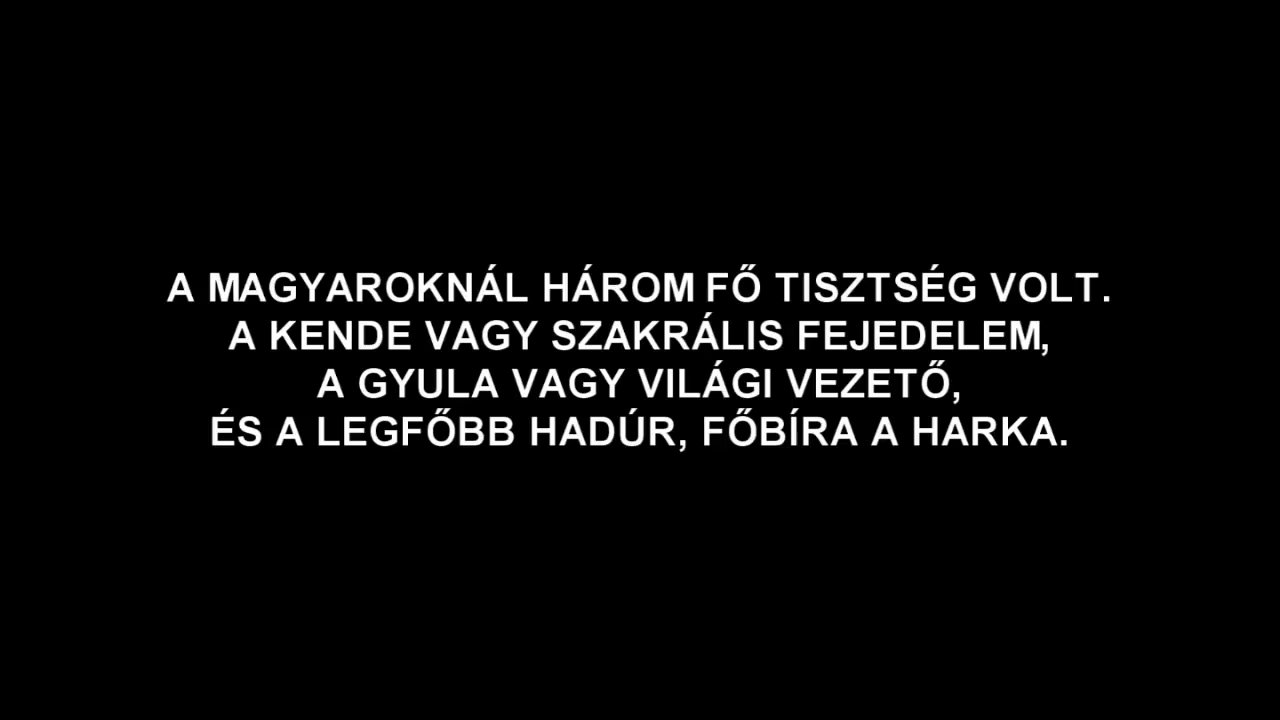 A MAGYAROKNÁL HÁROM FŐ TISZTSÉG VOLT.
A KENDE VAGY SZAKRÁLIS FEJEDELEM,
A GYULA VAGY VILÁGI VEZETŐ,
ÉS A LEGFŐBB HADÚR, FŐBÍRA A HARKA.